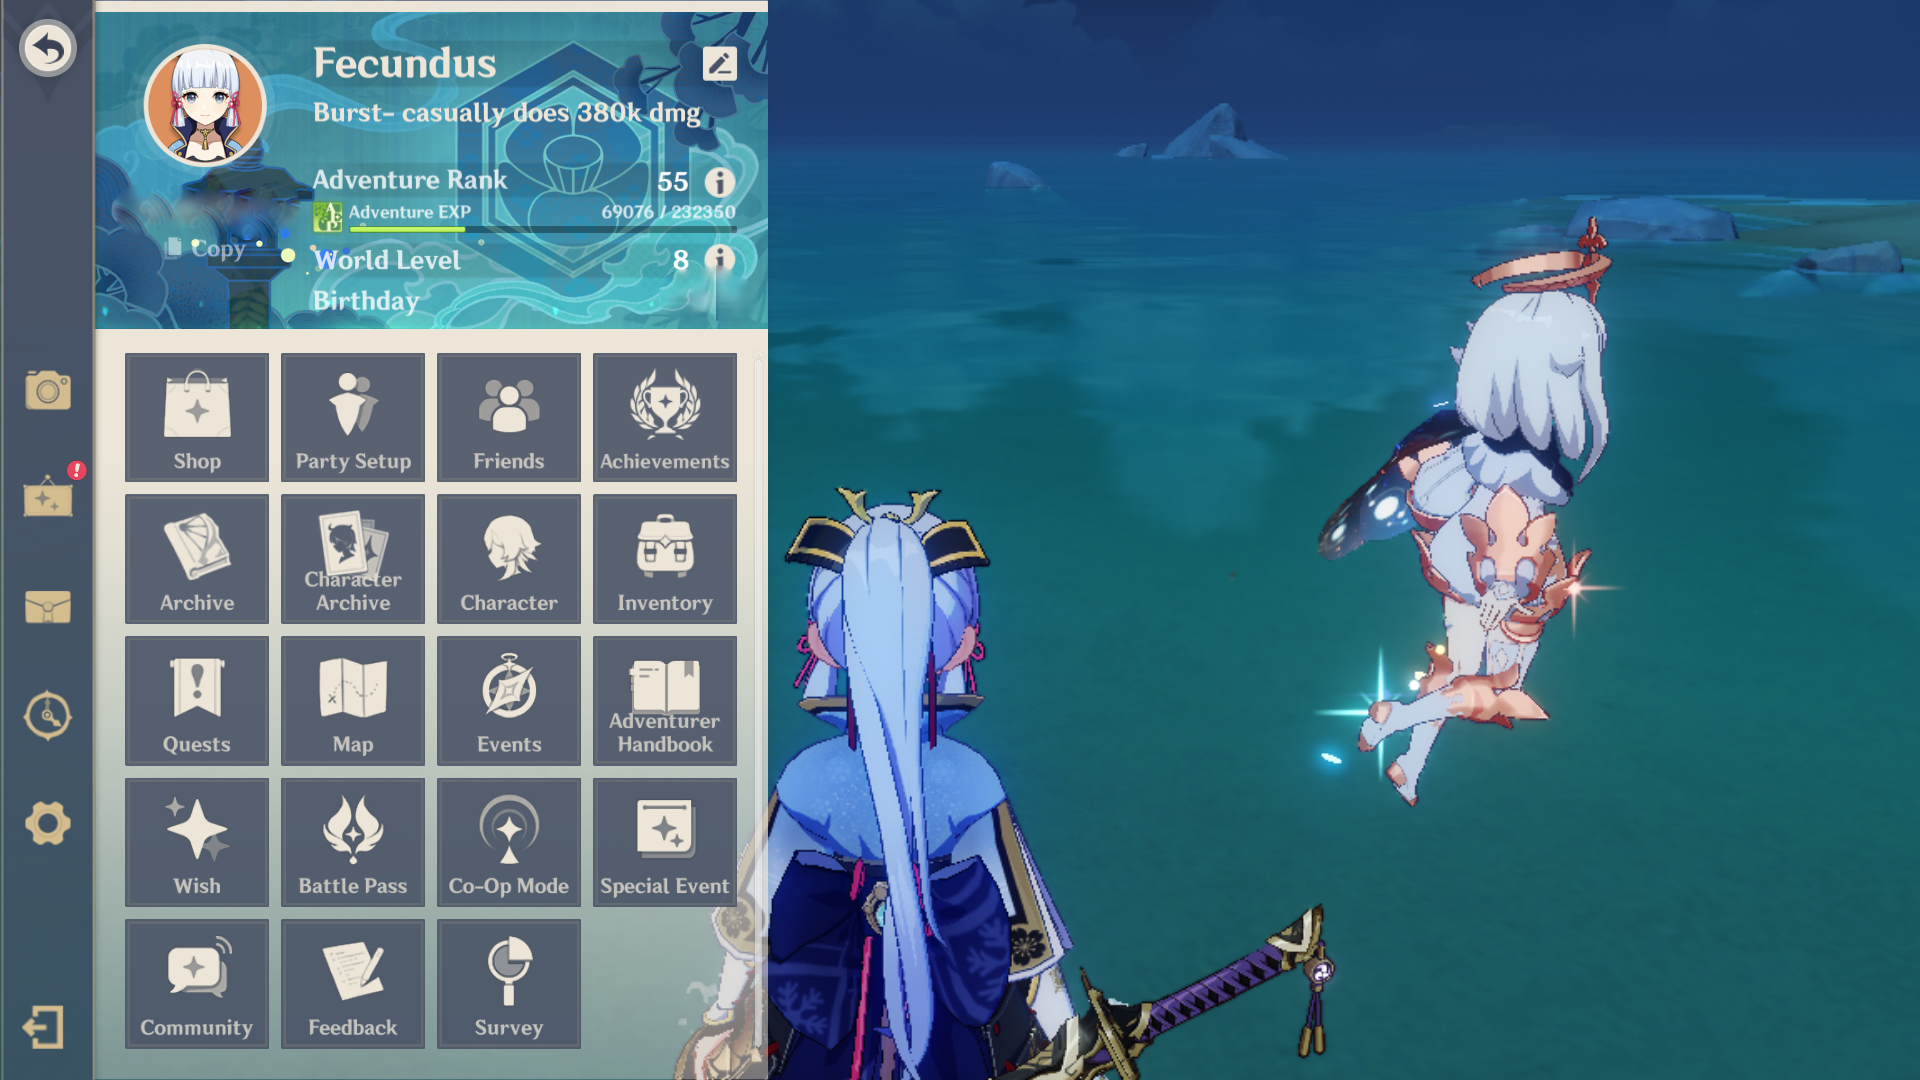 Fecundus
Burst- casually does 380k dmg
Adventure Rank 55
Adventure EXP 69076 / 232350
Copy
World Level 8
Birthday
Shop
Party Setup
Friends
Achievements
Archive
Character
Archive
Character
Inventory
Quests
Map
Events
Adventurer
Handbook
Wish
Battle Pass
Co-Op Mode
Special Event
Community
Feedback
Survey